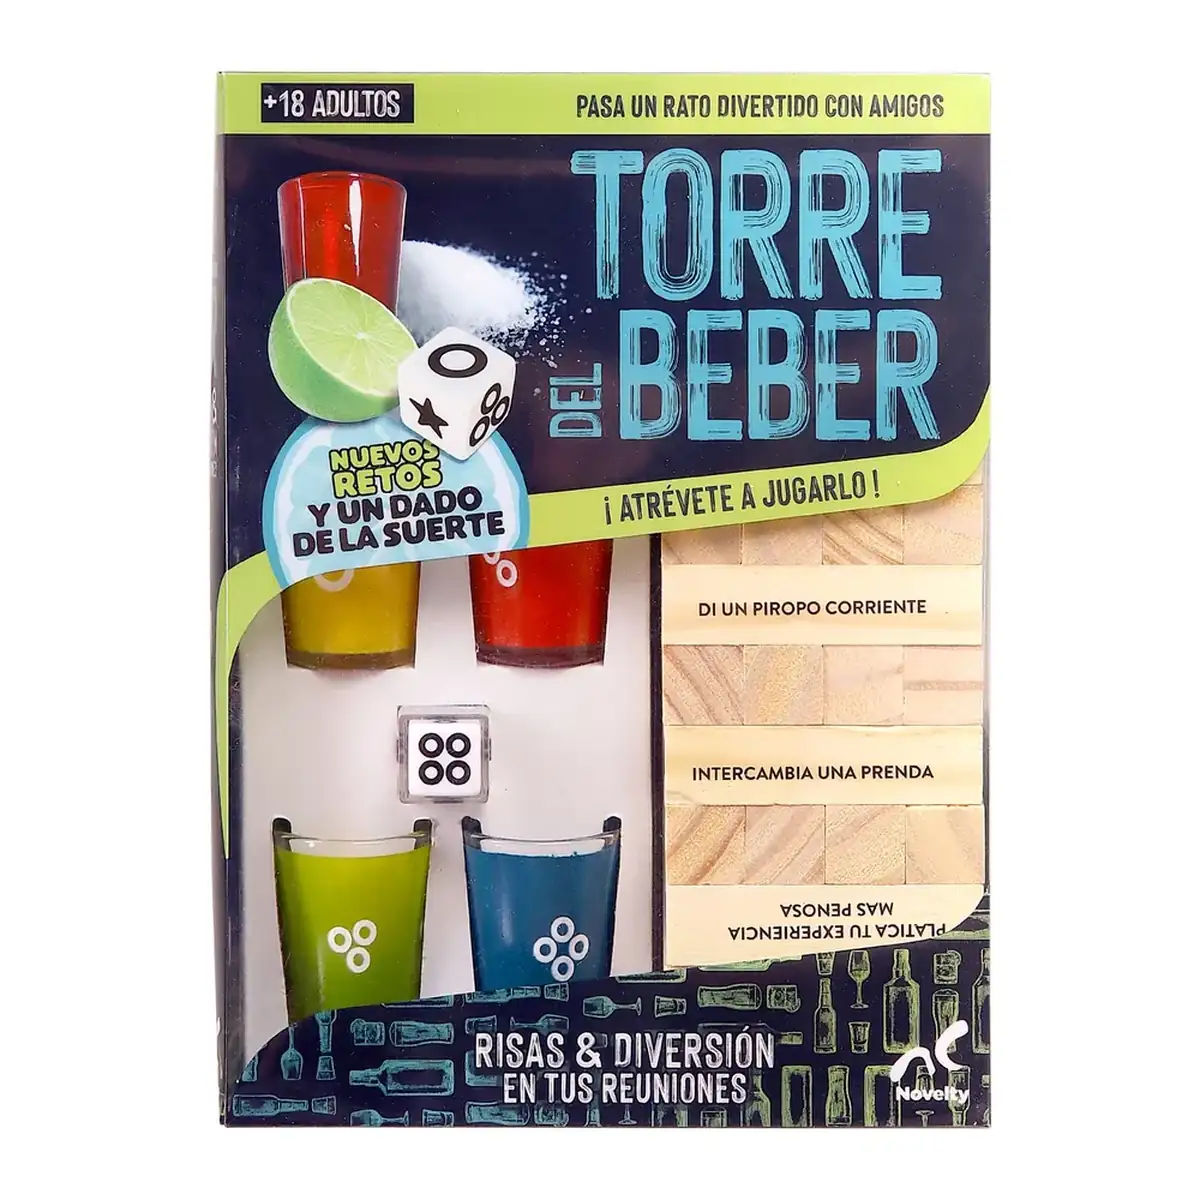 +18 ADULTOS
PASA UN RATO DIVERTIDO CON AMIGOS
TORRE
DEL BEBER
NUEVOS
RETOS
Y UN DADO
DE LA SUERTE
¡ATRÉVETE A JUGARLO!
DI UN PIROPO CORRIENTE
INTERCAMBIA UNA PRENDA
PLATICA TU EXPERIENCIA
MAS PENOSA
RISAS & DIVERSIÓN
EN TUS REUNIONES
Novelty